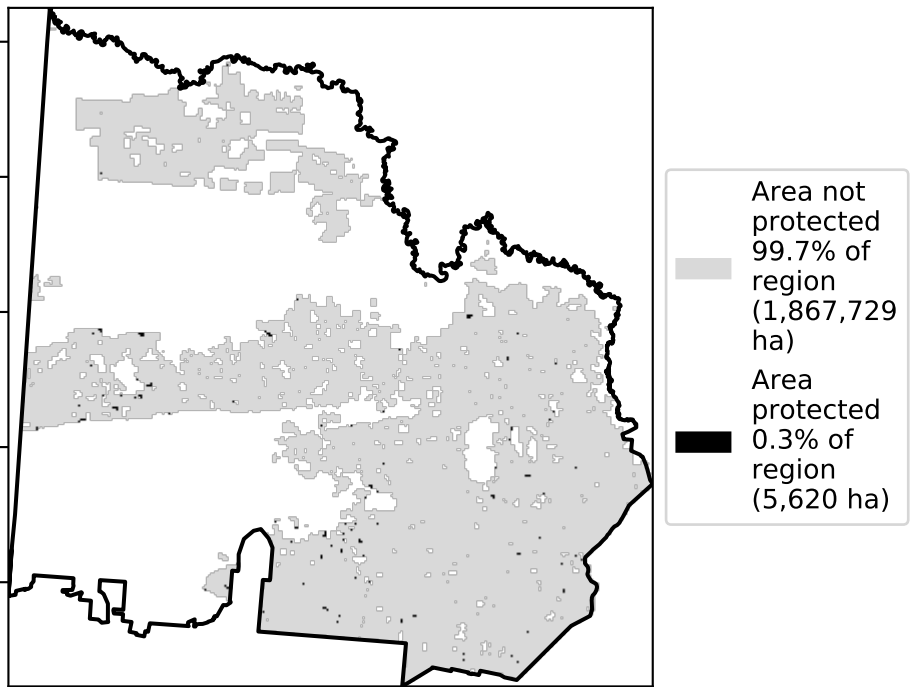 Area not
protected
99.7% of
region
(1,867,729
ha)
Area
protected
0.3% of
region
(5,620 ha)